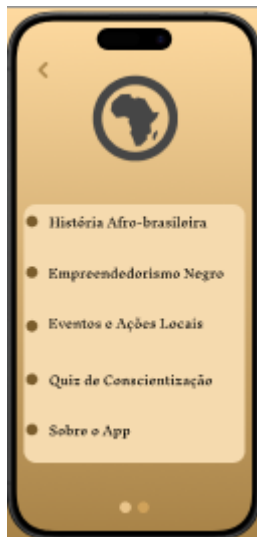 História Afro-brasileira
Empreendedorismo Negro
Eventos e Ações Locais
Quiz de Conscientização
Sobre o App